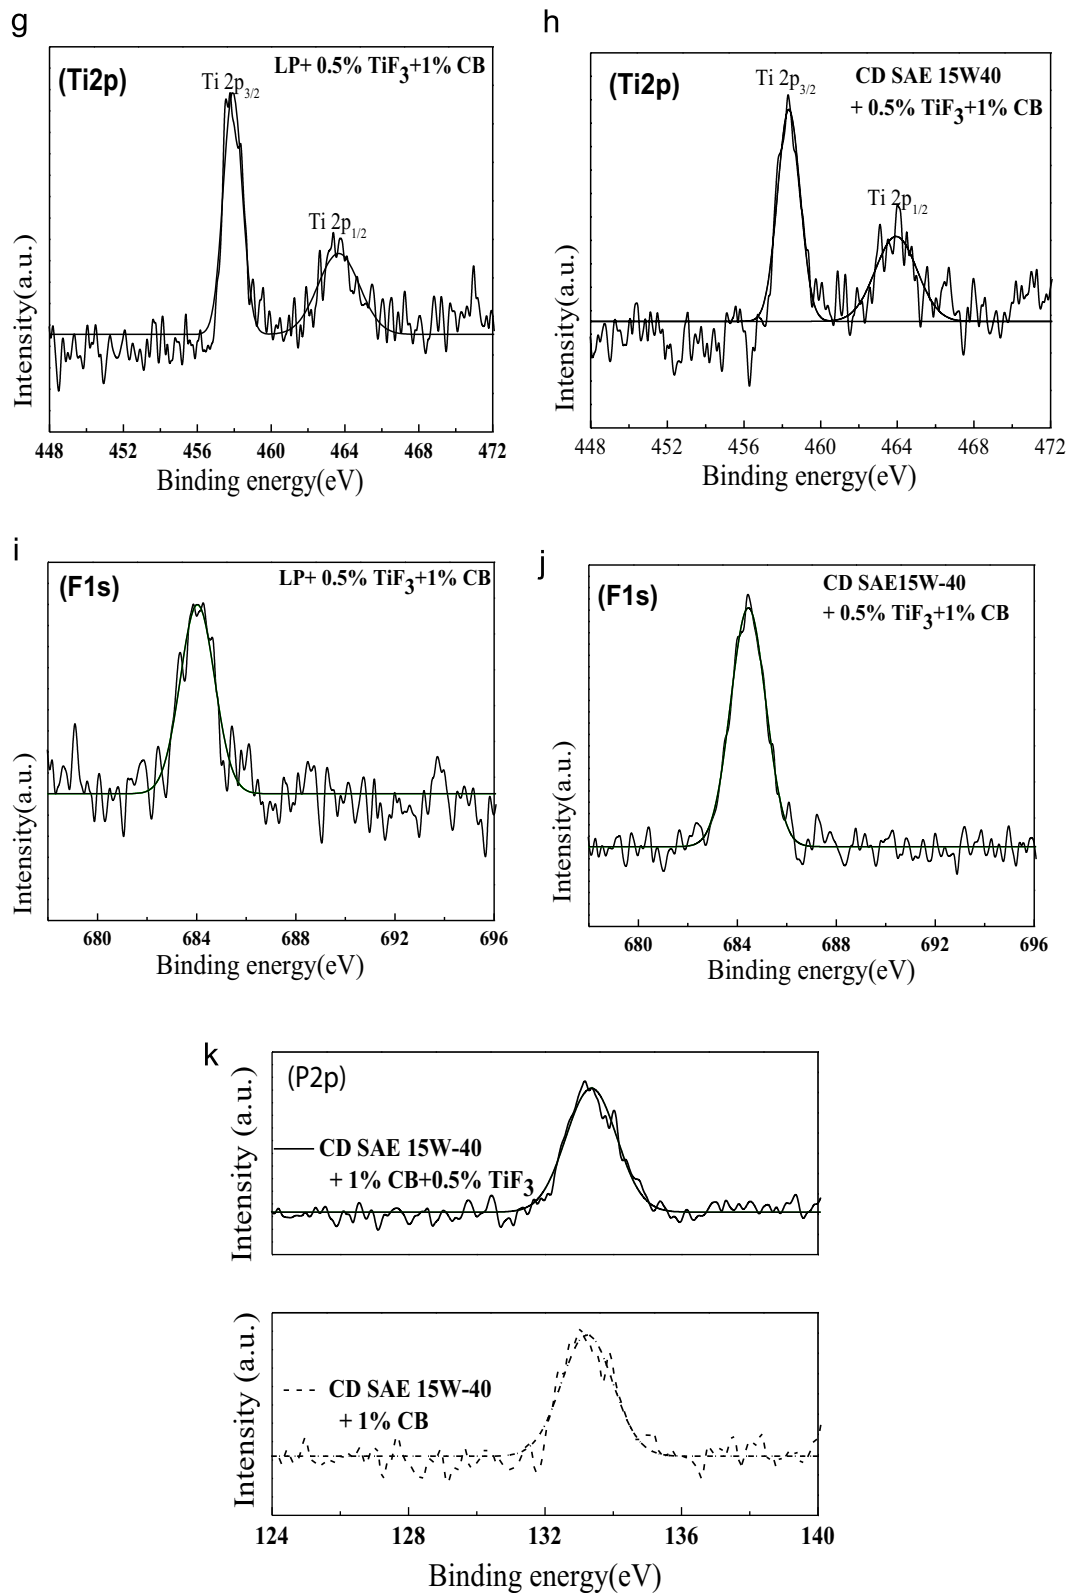 g
(Ti2p)
LP+ 0.5% TiF3+1% CB
Ti 2p3/2
Ti 2p1/2
Intensity(a.u.)
448 452 456 460 464 468 472
Binding energy(eV)
h
(Ti2p)
CD SAE 15W40
+ 0.5% TiF3+1% CB
Ti 2p3/2
Ti 2p1/2
Intensity(a.u.)
448 452 456 460 464 468 472
Binding energy(eV)
i
(F1s)
LP+ 0.5% TiF3+1% CB
Intensity(a.u.)
680 684 688 692 696
Binding energy(eV)
j
(F1s)
CD SAE15W-40
+ 0.5% TiF3+1% CB
Intensity(a.u.)
680 684 688 692 696
Binding energy(eV)
k
(P2p)
CD SAE 15W-40
+ 1% CB+0.5% TiF3
Intensity (a.u.)
CD SAE 15W-40
+ 1% CB
Intensity (a.u.)
124 128 132 136 140
Binding energy(eV)